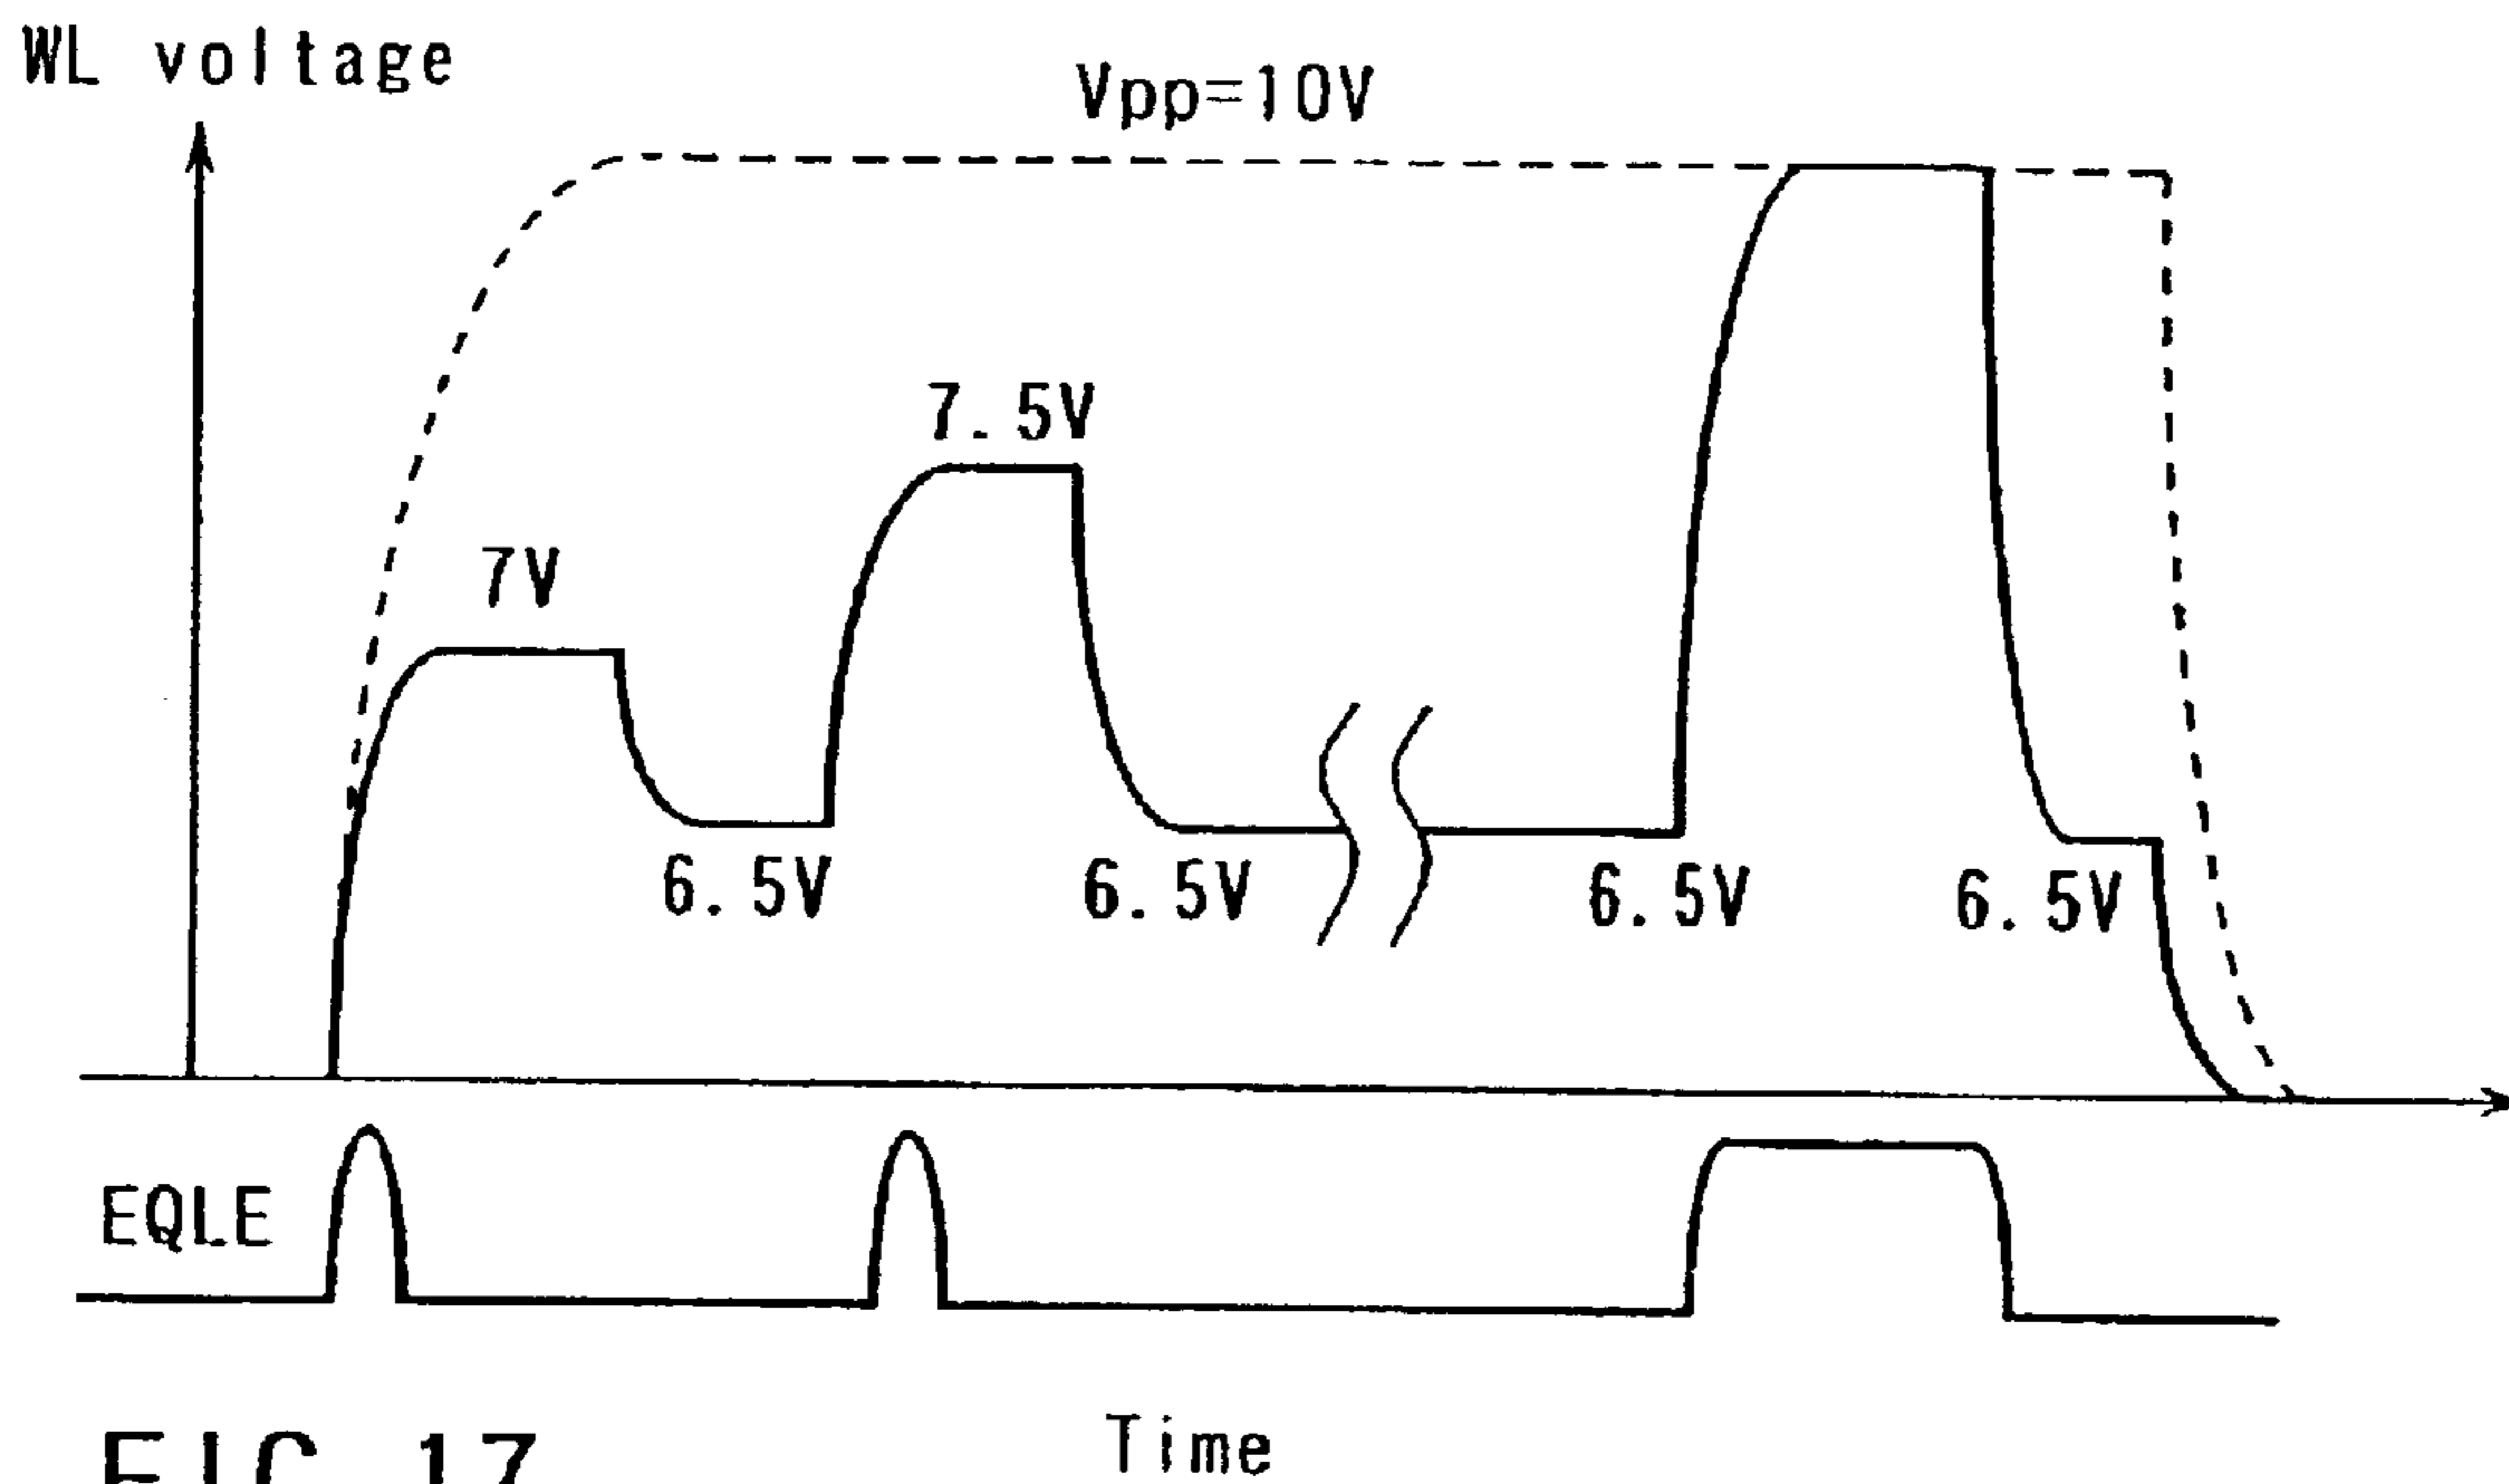 WL voltage
Vpp=10V
7.5V
7V
6.5V
6.5V
6.5V
6.5V
EQLE
Time
FIG 17